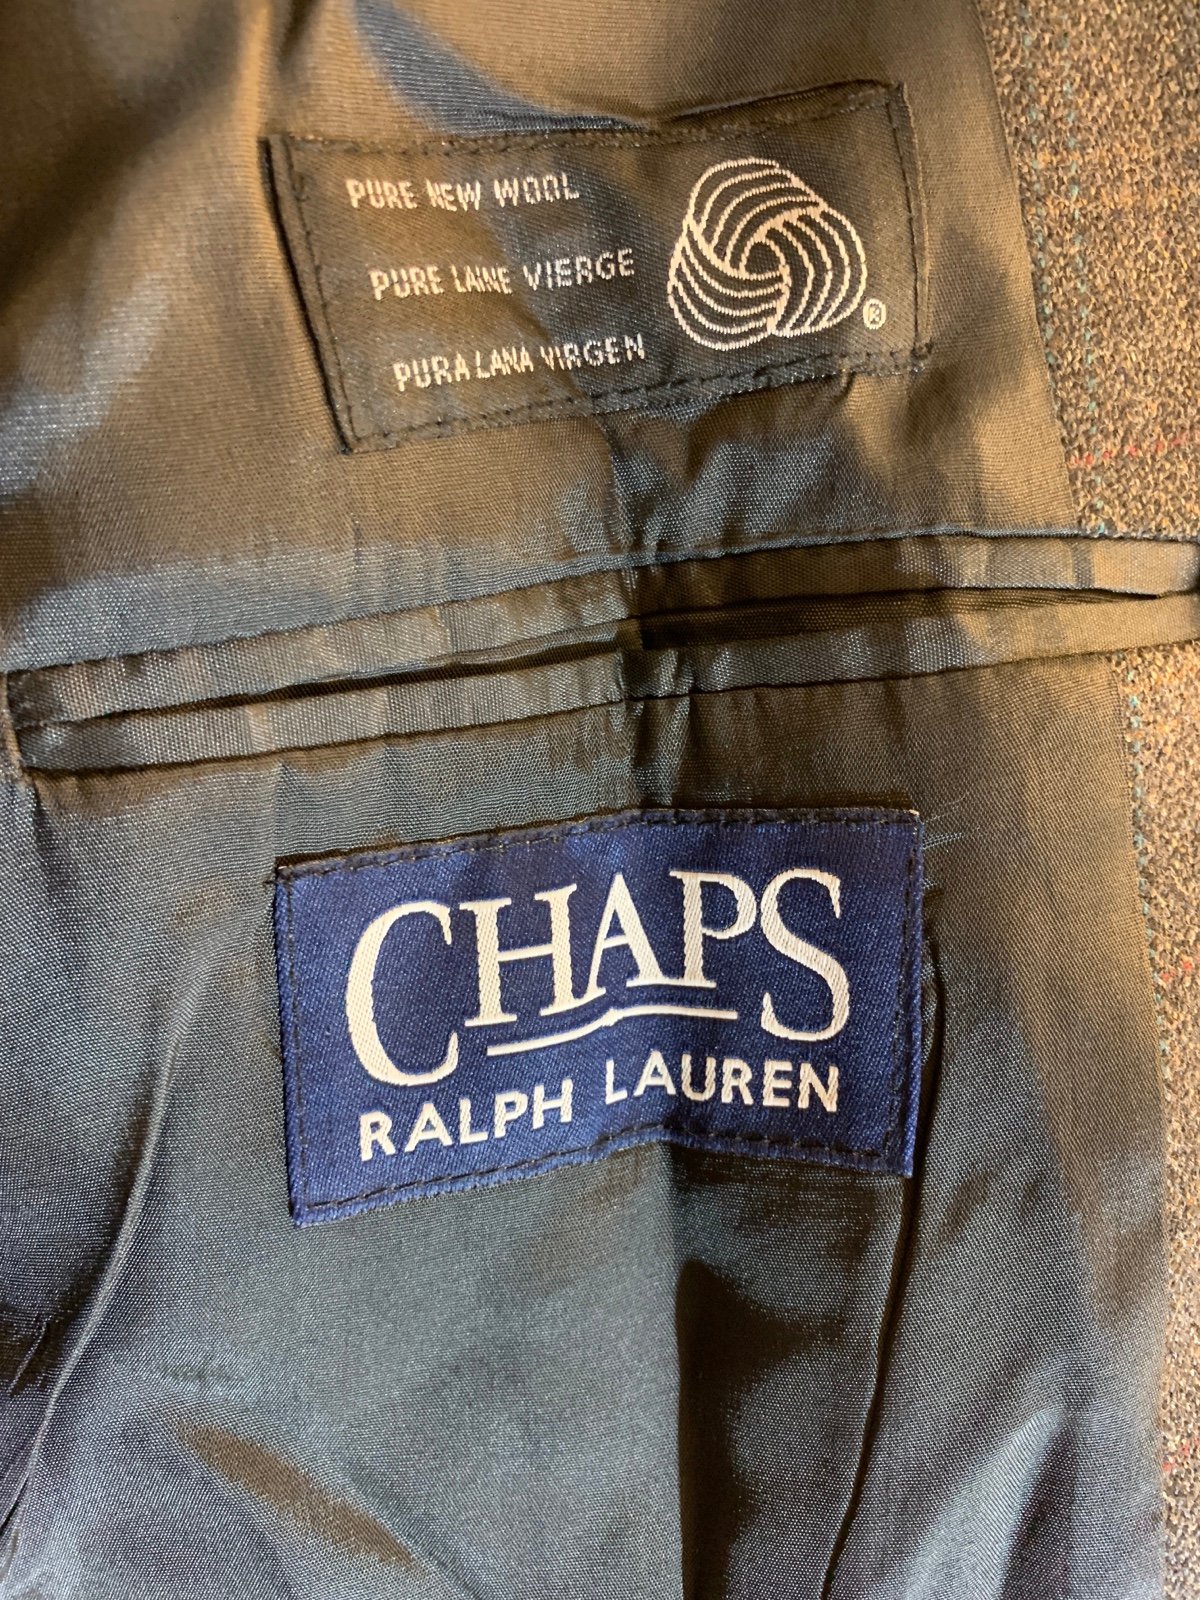 PURE NEW WOOL
PURE LAINE VIERGE
PURA LANA VIRGEN
®
CHAPS
RALPH LAUREN